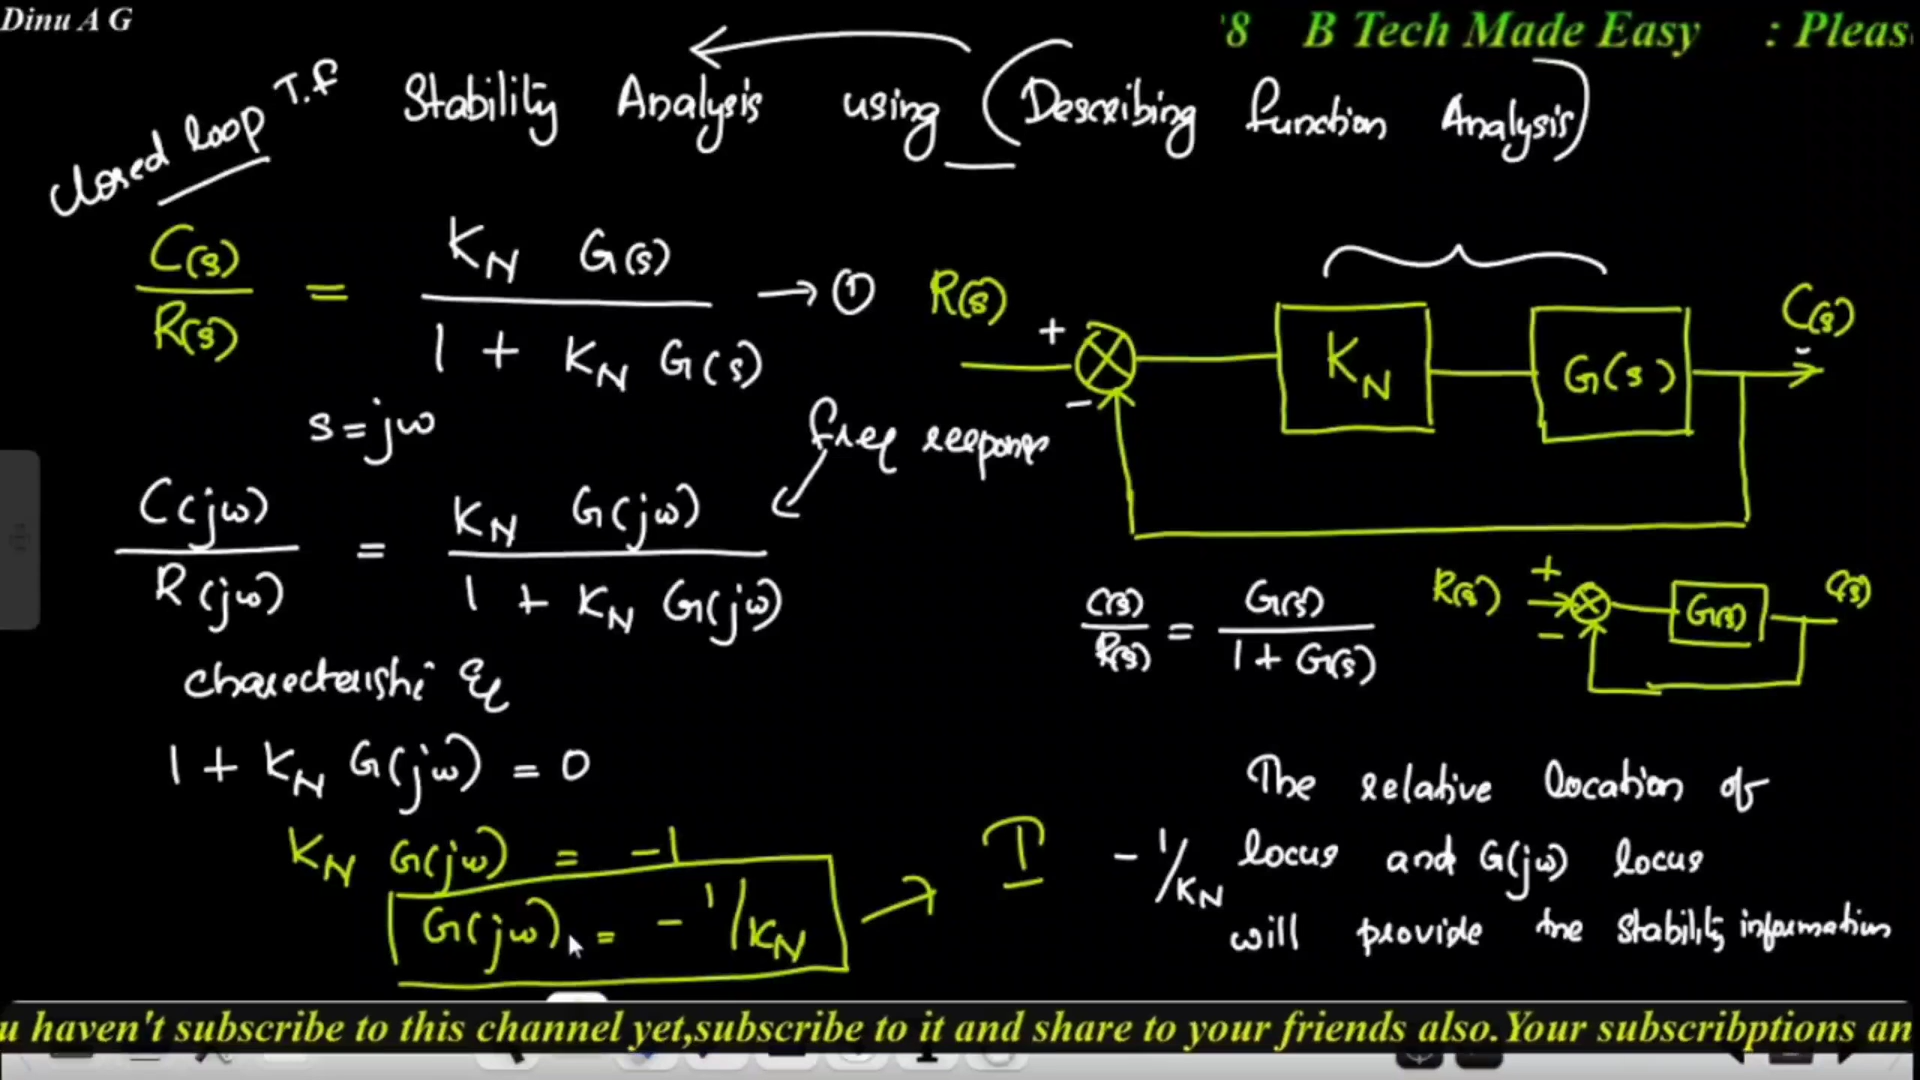 Dinu A G
'8 B Tech Made Easy : Pleas
closed loop T.f
Stability Analysis using (Describing function Analysis)
C(s)/R(s) = KN G(s) / 1 + KN G(s) → ①
s = jω
freq response
C(jω)/R(jω) = KN G(jω) / 1 + KN G(jω)
charecteristic Eq
1 + KN G(jω) = 0
KN G(jω) = -1
G(jω) = - 1/KN → I
R(s) + - KN G(s) C(s)
C(s)/R(s) = G(s) / 1 + G(s)
R(s) + - G(s) C(s)
The relative location of
- 1/KN locus and G(jω) locus
will provide the stability information
u haven't subscribe to this channel yet,subscribe to it and share to your friends also.Your subscribptions an